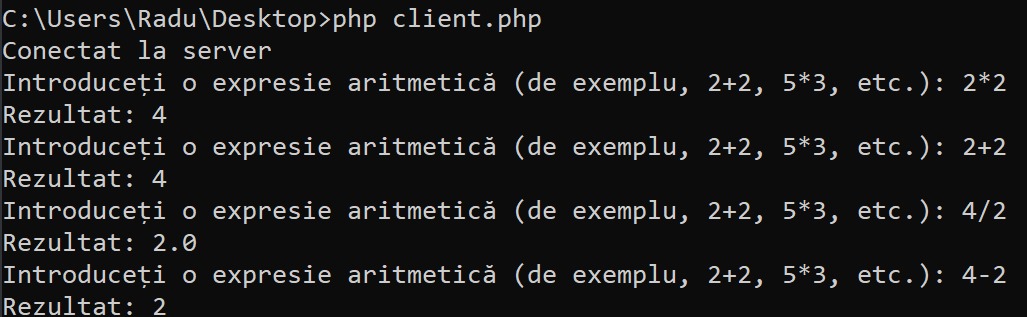 C:\Users\Radu\Desktop>php client.php
Conectat la server
Introduceți o expresie aritmetică (de exemplu, 2+2, 5*3, etc.): 2*2
Rezultat: 4
Introduceți o expresie aritmetică (de exemplu, 2+2, 5*3, etc.): 2+2
Rezultat: 4
Introduceți o expresie aritmetică (de exemplu, 2+2, 5*3, etc.): 4/2
Rezultat: 2.0
Introduceți o expresie aritmetică (de exemplu, 2+2, 5*3, etc.): 4-2
Rezultat: 2